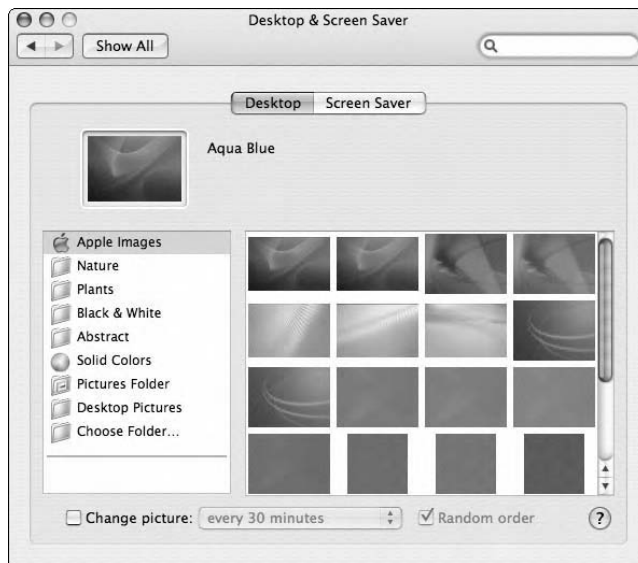 Desktop & Screen Saver
Show All
Desktop Screen Saver
Aqua Blue
Apple Images
Nature
Plants
Black & White
Abstract
Solid Colors
Pictures Folder
Desktop Pictures
Choose Folder...
Change picture: every 30 minutes Random order ?